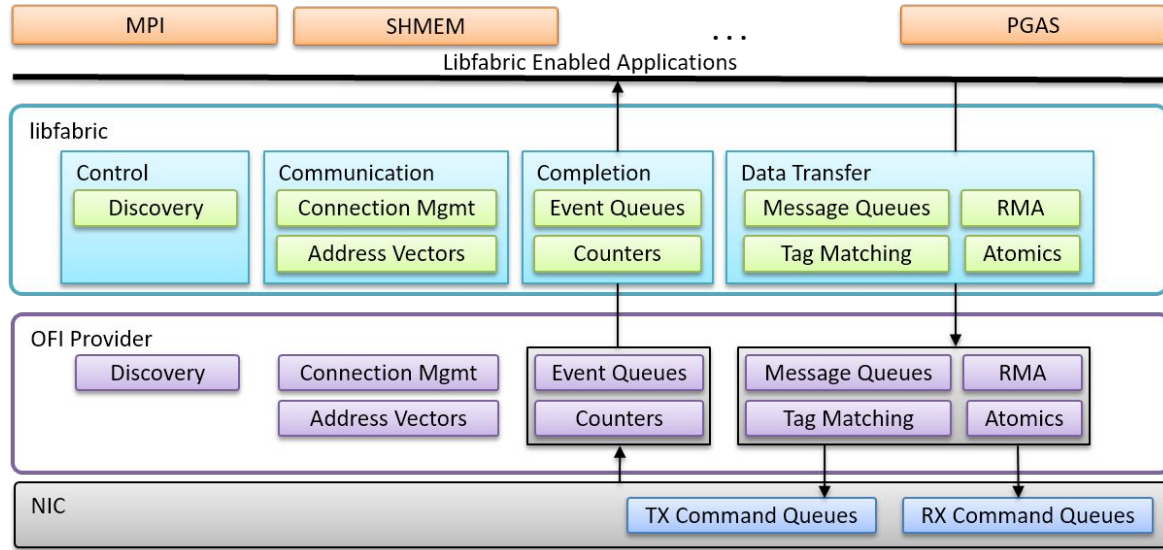 MPI
SHMEM
. . .
PGAS
Libfabric Enabled Applications
libfabric
Control
Communication
Completion
Data Transfer
Discovery
Connection Mgmt
Event Queues
Message Queues
RMA
Address Vectors
Counters
Tag Matching
Atomics
OFI Provider
Discovery
Connection Mgmt
Event Queues
Message Queues
RMA
Address Vectors
Counters
Tag Matching
Atomics
NIC
TX Command Queues
RX Command Queues